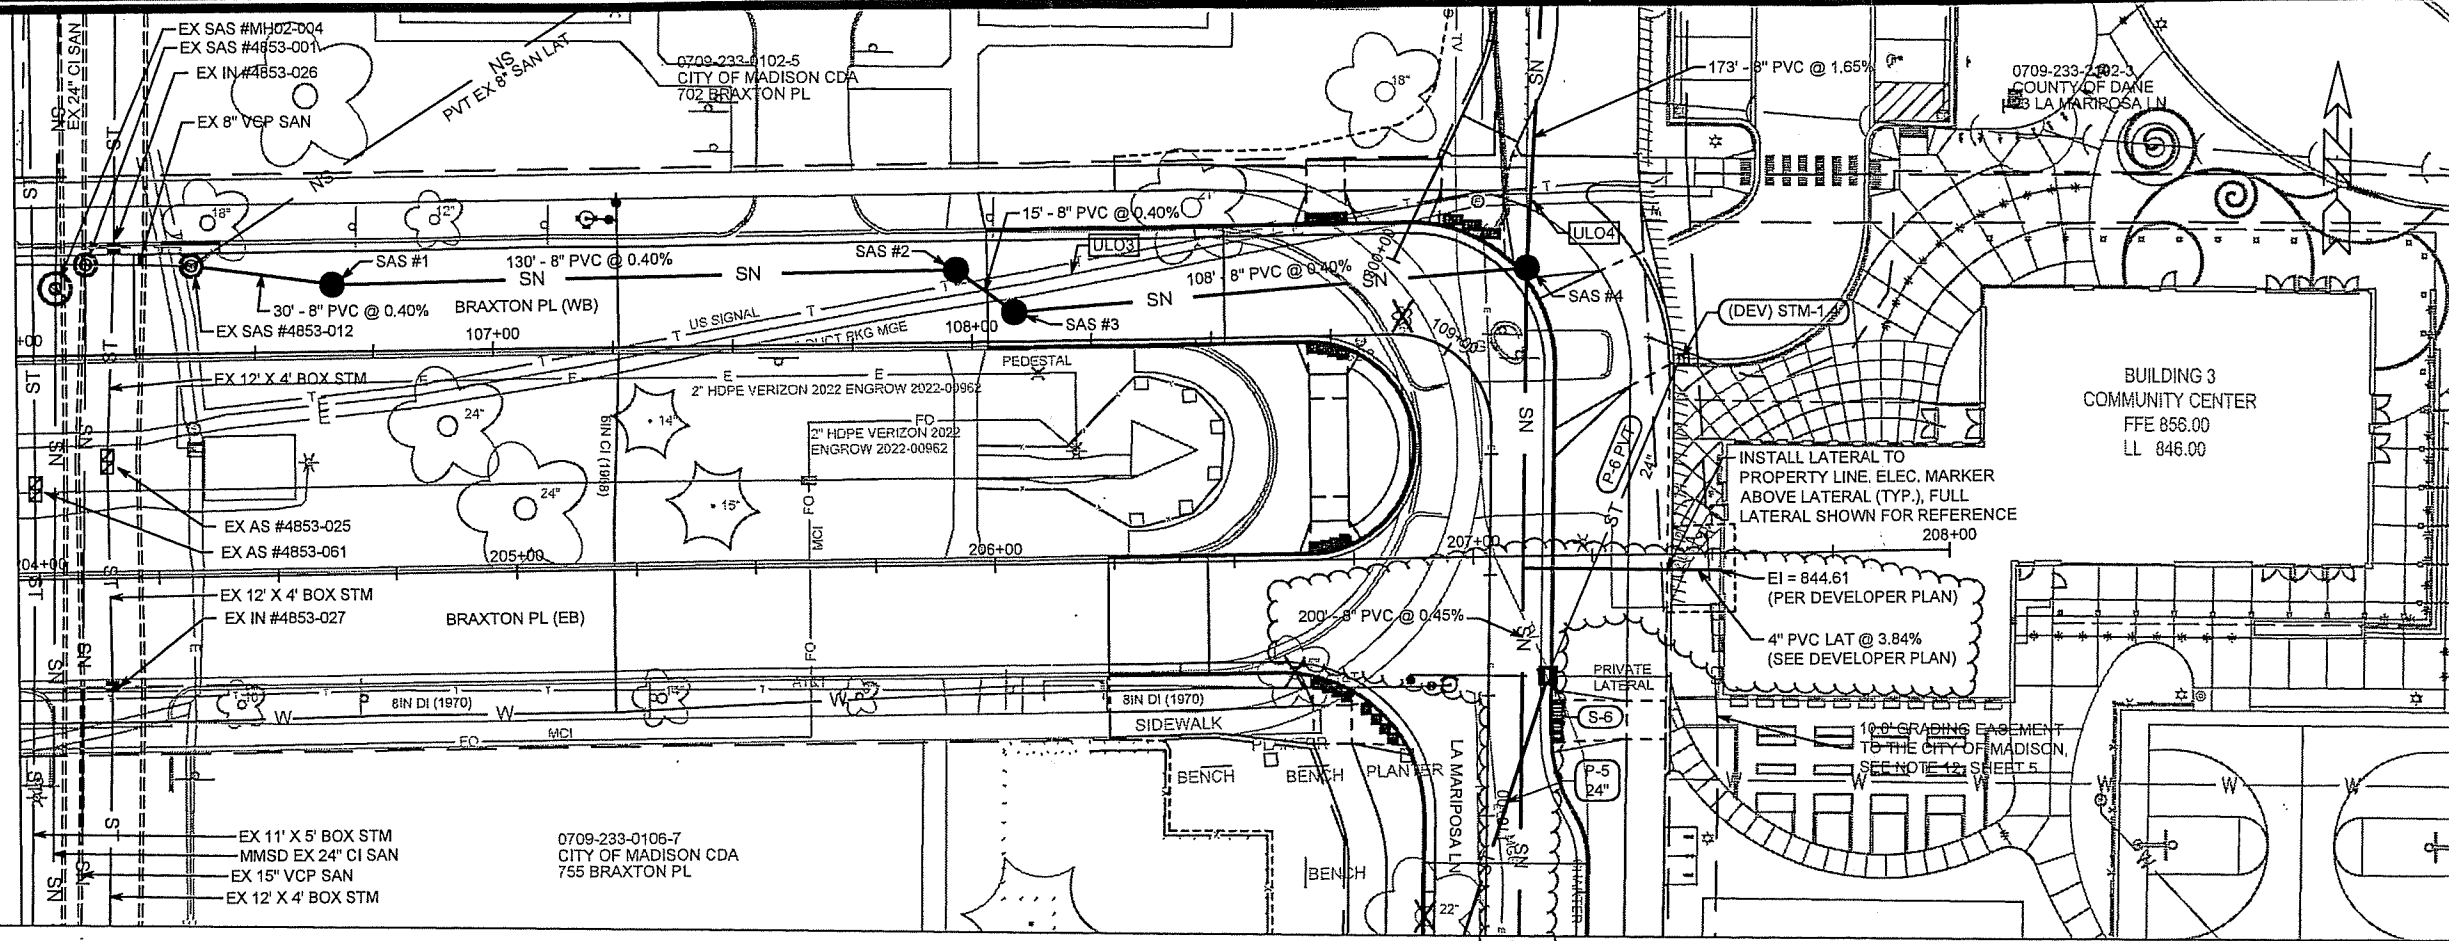 EX SAS #MH02-004
EX SAS #4853-001
EX IN #4853-026
EX 8" VCP SAN
EX 24" CI SAN
PVT EX 8" SAN LAT
0709-233-0102-5
CITY OF MADISON CDA
702 BRAXTON PL
173' - 8" PVC @ 1.65%
COUNTY OF DANE
18"
18"
12"
SAS #1
130' - 8" PVC @ 0.40%
SAS #2
15' - 8" PVC @ 0.40%
ULO3
ULO4
108' - 8" PVC @ 0.40%
SAS #4
SAS #3
30' - 8" PVC @ 0.40%
BRAXTON PL (WB)
EX SAS #4853-012
107+00
108+00
US SIGNAL
(DEV) STM-1.4
EX 12' X 4' BOX STM
PEDESTAL
2" HDPE VERIZON 2022 ENGROW 2022-00962
24"
14"
2" HDPE VERIZON 2022
ENGROW 2022-00962
8IN CI (1968)
24"
15"
FO
MCI
P-6 PVT
24"
BUILDING 3
COMMUNITY CENTER
FFE 856.00
LL 846.00
INSTALL LATERAL TO
PROPERTY LINE, ELEC. MARKER
ABOVE LATERAL (TYP.), FULL
LATERAL SHOWN FOR REFERENCE
EX AS #4853-025
EX AS #4853-061
205+00
206+00
207+00
208+00
EI = 844.61
(PER DEVELOPER PLAN)
EX 12' X 4' BOX STM
EX IN #4853-027
BRAXTON PL (EB)
200' - 8" PVC @ 0.45%
4" PVC LAT @ 3.84%
(SEE DEVELOPER PLAN)
PRIVATE
LATERAL
8IN DI (1970)
8IN DI (1970)
SIDEWALK
S-6
FO
MCI
10.0' GRADING EASEMENT
TO THE CITY OF MADISON,
SEE NOTE 12, SHEET 5
PLANTER
BENCH
BENCH
PLANTER
LA MARIPOSA LN
P-5
24"
EX 11' X 5' BOX STM
MMSD EX 24" CI SAN
EX 15" VCP SAN
EX 12' X 4' BOX STM
0709-233-0106-7
CITY OF MADISON CDA
755 BRAXTON PL
BENCH
22"